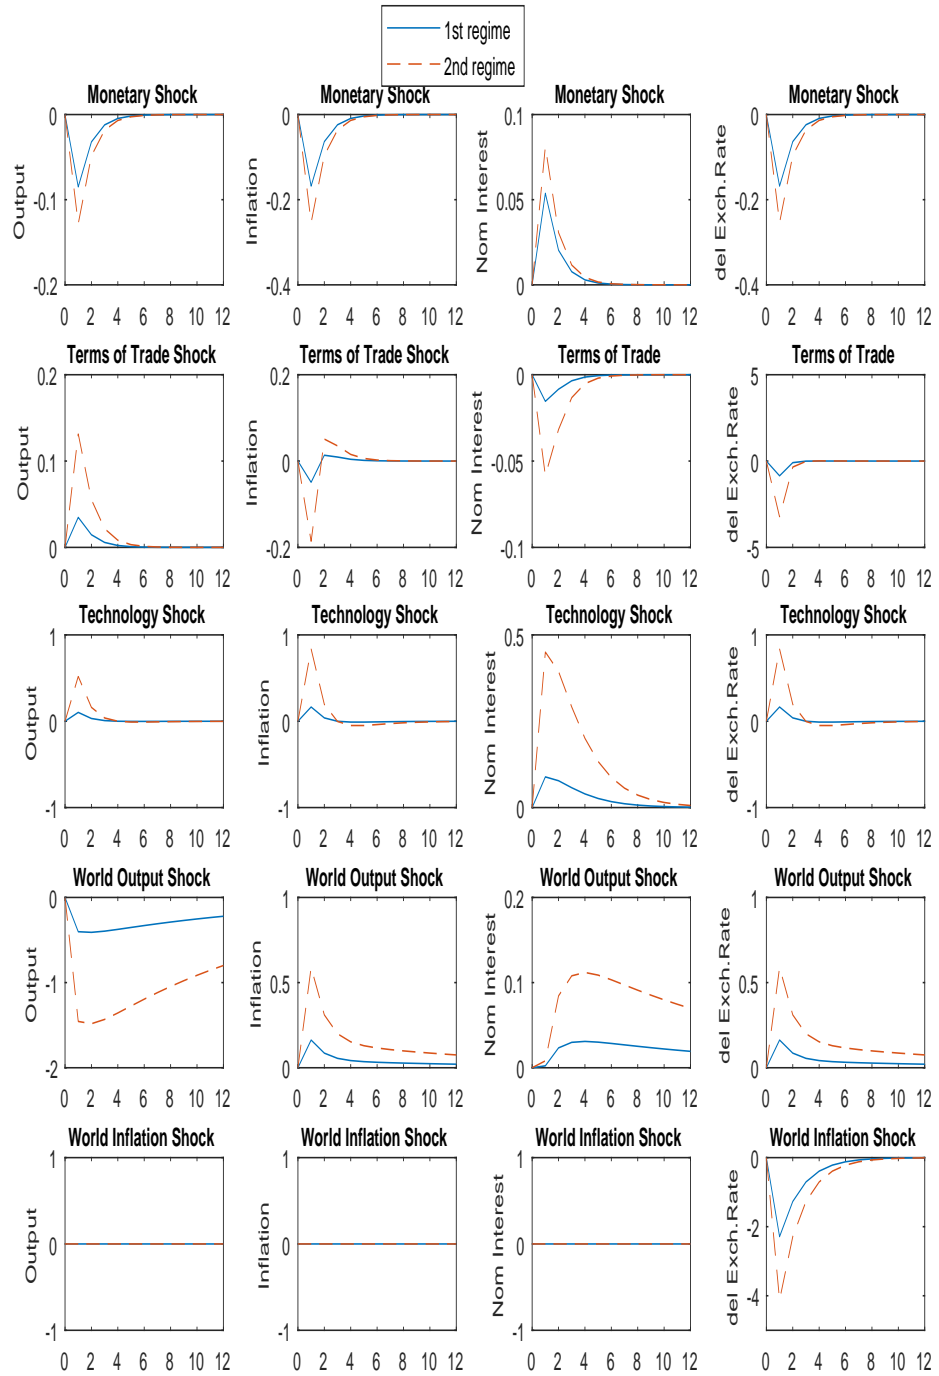 1st regime
2nd regime
Monetary Shock Monetary Shock Monetary Shock
Output
0
-0.1
-0.2
0 2 4 6 8 10 12
Inflation
0
-0.2
-0.4
0 2 4 6 8 10 12
Nom Interest
0.1
0.05
0
0 2 4 6 8 10 12
del Exch.Rate
0
-0.2
-0.4
0 2 4 6 8 10 12
Terms of Trade Shock Terms of Trade Shock Terms of Trade Terms of Trade
Output
0.2
0.1
0
0 2 4 6 8 10 12
Inflation
0.2
0
-0.2
0 2 4 6 8 10 12
Nom Interest
0
-0.05
-0.1
0 2 4 6 8 10 12
del Exch.Rate
5
0
-5
0 2 4 6 8 10 12
Technology Shock Technology Shock Technology Shock Technology Shock
Output
1
0
-1
0 2 4 6 8 10 12
Inflation
1
0
-1
0 2 4 6 8 10 12
Nom Interest
0.5
0
0 2 4 6 8 10 12
del Exch.Rate
1
0
-1
0 2 4 6 8 10 12
World Output Shock World Output Shock World Output Shock World Output Shock
Output
0
-1
-2
0 2 4 6 8 10 12
Inflation
1
0.5
0
0 2 4 6 8 10 12
Nom Interest
0.2
0.1
0
0 2 4 6 8 10 12
del Exch.Rate
1
0.5
0
0 2 4 6 8 10 12
World Inflation Shock World Inflation Shock World Inflation Shock World Inflation Shock
Output
1
0
-1
0 2 4 6 8 10 12
Inflation
1
0
-1
0 2 4 6 8 10 12
Nom Interest
1
0
-1
0 2 4 6 8 10 12
del Exch.Rate
0
-2
-4
0 2 4 6 8 10 12